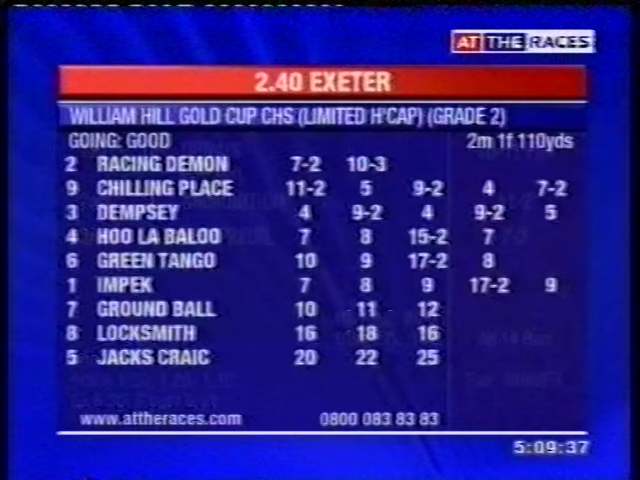 AT THE RACES
2.40 EXETER
WILLIAM HILL GOLD CUP CHS (LIMITED H'CAP) (GRADE 2)
GOING: GOOD 2m 1f 110yds
2 RACING DEMON 7-2 10-3
9 CHILLING PLACE 11-2 5 9-2 4 7-2
3 DEMPSEY 4 9-2 4 9-2 5
4 HOO LA BALOO 7 8 15-2 7
6 GREEN TANGO 10 9 17-2 8
1 IMPEK 7 8 9 17-2 9
7 GROUND BALL 10 11 12
8 LOCKSMITH 16 18 16
5 JACKS CRAIC 20 22 25
www.attheraces.com 0800 083 83 83
5:09:37